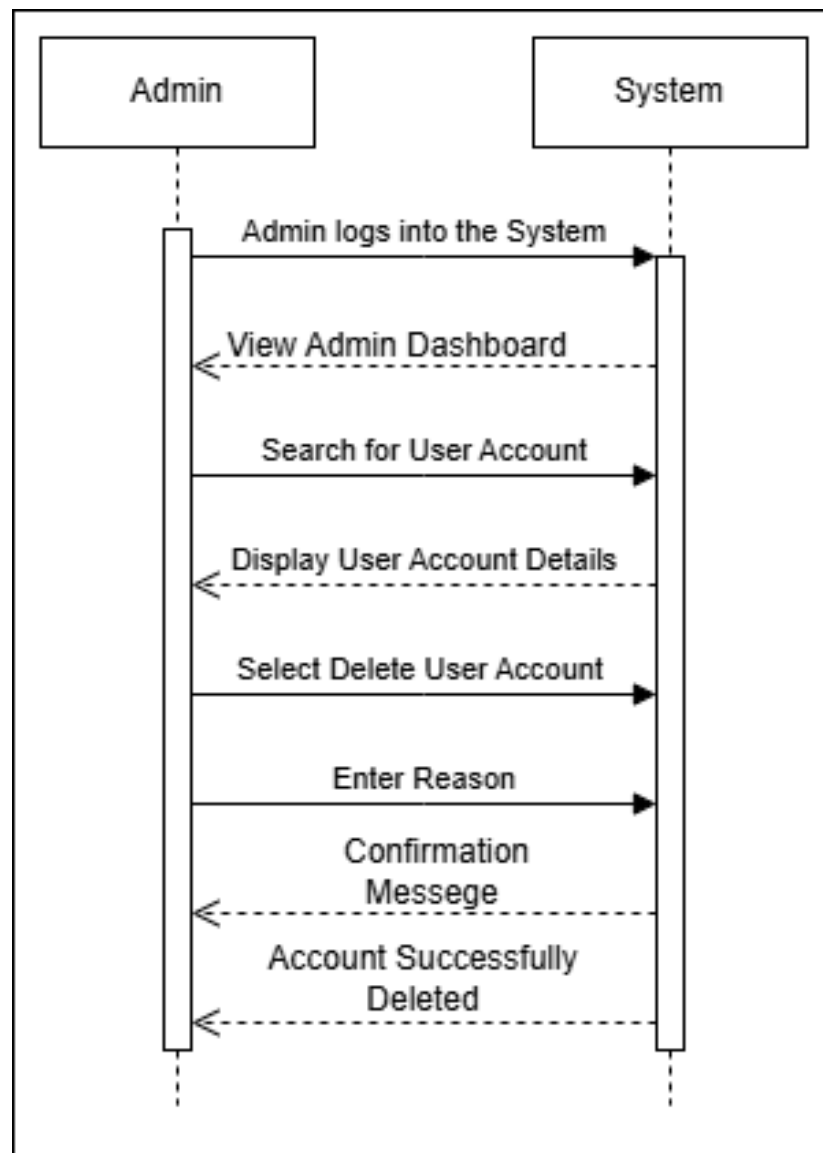 Admin
System
Admin logs into the System
View Admin Dashboard
Search for User Account
Display User Account Details
Select Delete User Account
Enter Reason
Confirmation
Messege
Account Successfully
Deleted